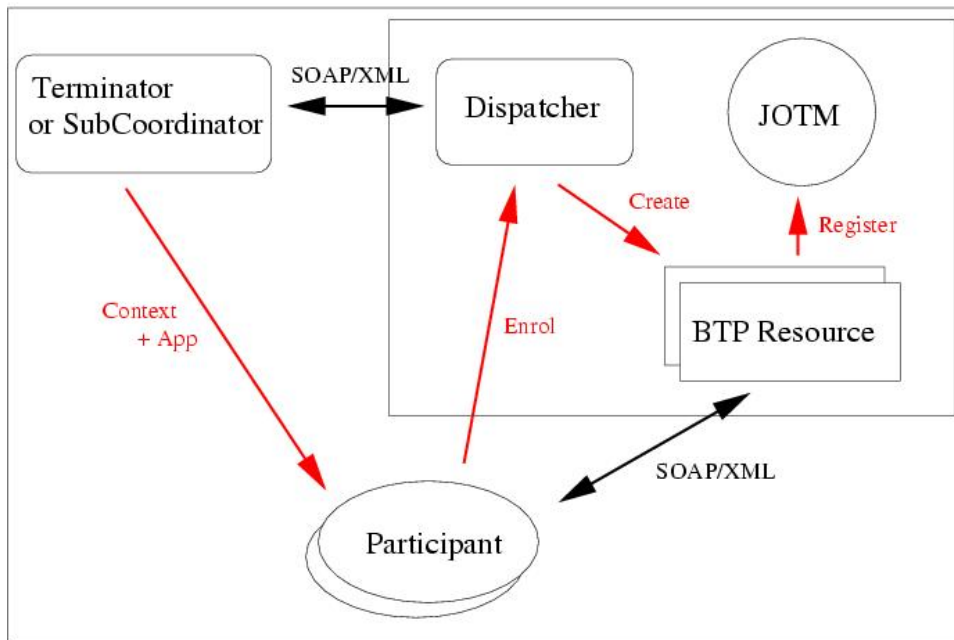 Terminator
or SubCoordinator
SOAP/XML
Dispatcher
JOTM
Create
Register
Context
+ App
Enrol
BTP Resource
SOAP/XML
Participant